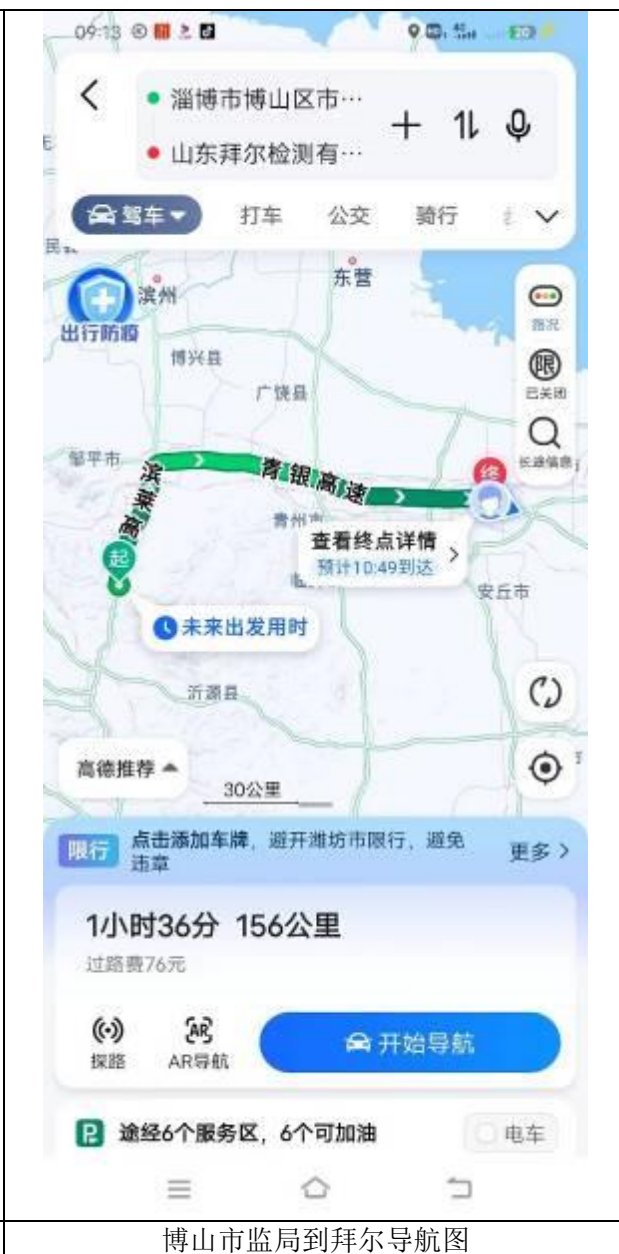 09:13
淄博市博山区市…
山东拜尔检测有…
驾车
打车
公交
骑行
滨州
东营
出行防疫
路况
限
已关闭
长途信息
博兴县
广饶县
邹平市
滨莱高
青银高速
终
青州市
查看终点详情
预计10:49到达
起
安丘市
未来出发用时
沂源县
高德推荐
30公里
限行
点击添加车牌，避开潍坊市限行，避免
违章
更多
1小时36分 156公里
过路费76元
探路
AR
AR导航
开始导航
P
途经6个服务区，6个可加油
电车
博山市监局到拜尔导航图